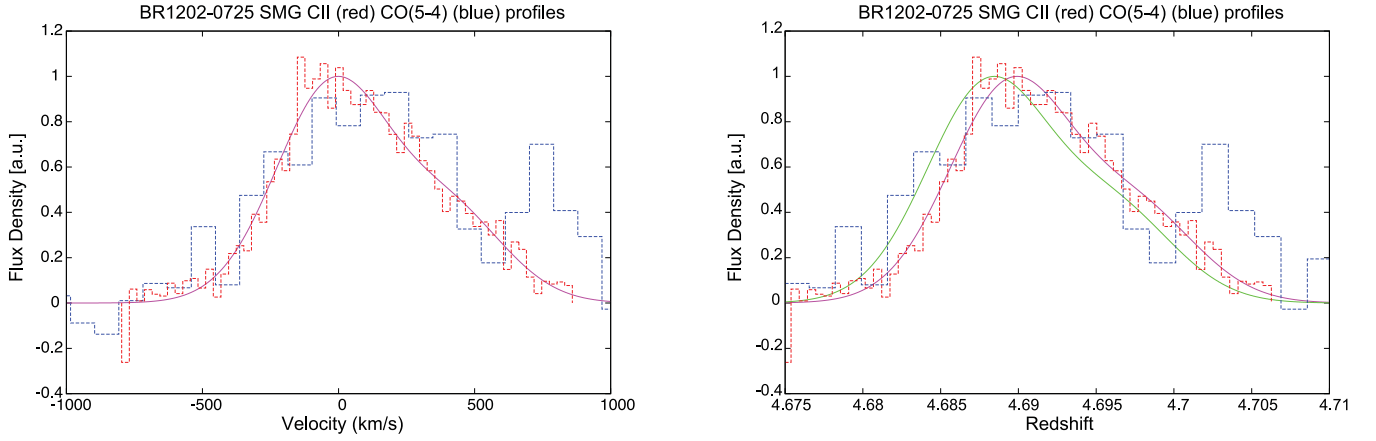 BR1202-0725 SMG CII (red) CO(5-4) (blue) profiles
1.2
1
0.8
0.6
0.4
0.2
0
-0.2
-0.4
Flux Density [a.u.]
-1000 -500 0 500 1000
Velocity (km/s)
BR1202-0725 SMG CII (red) CO(5-4) (blue) profiles
1.2
1
0.8
0.6
0.4
0.2
0
-0.2
-0.4
Flux Density [a.u.]
4.675 4.68 4.685 4.69 4.695 4.7 4.705 4.71
Redshift